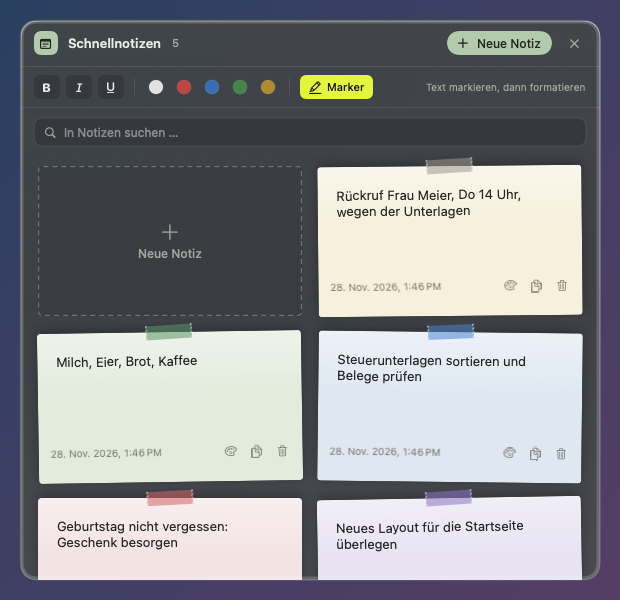 Schnellnotizen 5
+ Neue Notiz
B I U
Marker
Text markieren, dann formatieren
In Notizen suchen ...
Neue Notiz
Rückruf Frau Meier, Do 14 Uhr,
wegen der Unterlagen
28. Nov. 2026, 1:46 PM
Milch, Eier, Brot, Kaffee
28. Nov. 2026, 1:46 PM
Steuerunterlagen sortieren und
Belege prüfen
28. Nov. 2026, 1:46 PM
Geburtstag nicht vergessen:
Geschenk besorgen
Neues Layout für die Startseite
überlegen